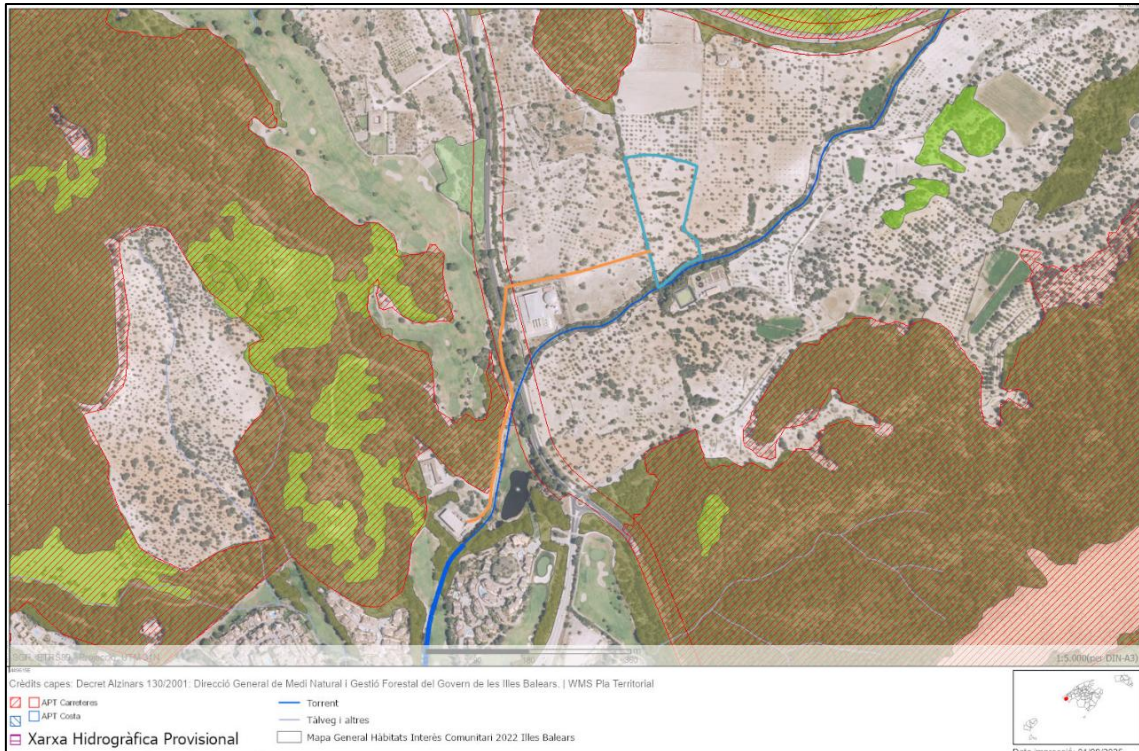 1:5.000(per DIN-A3)
Crèdits capes: Decret Alzinars 130/2001: Direcció General de Medi Natural i Gestió Forestal del Govern de les Illes Balears. | WMS Pla Territorial
APT Carreteres
APT Costa
Xarxa Hidrogràfica Provisional
Torrent
Tàlveg i altres
Mapa General Hàbitats Interès Comunitari 2022 Illes Balears